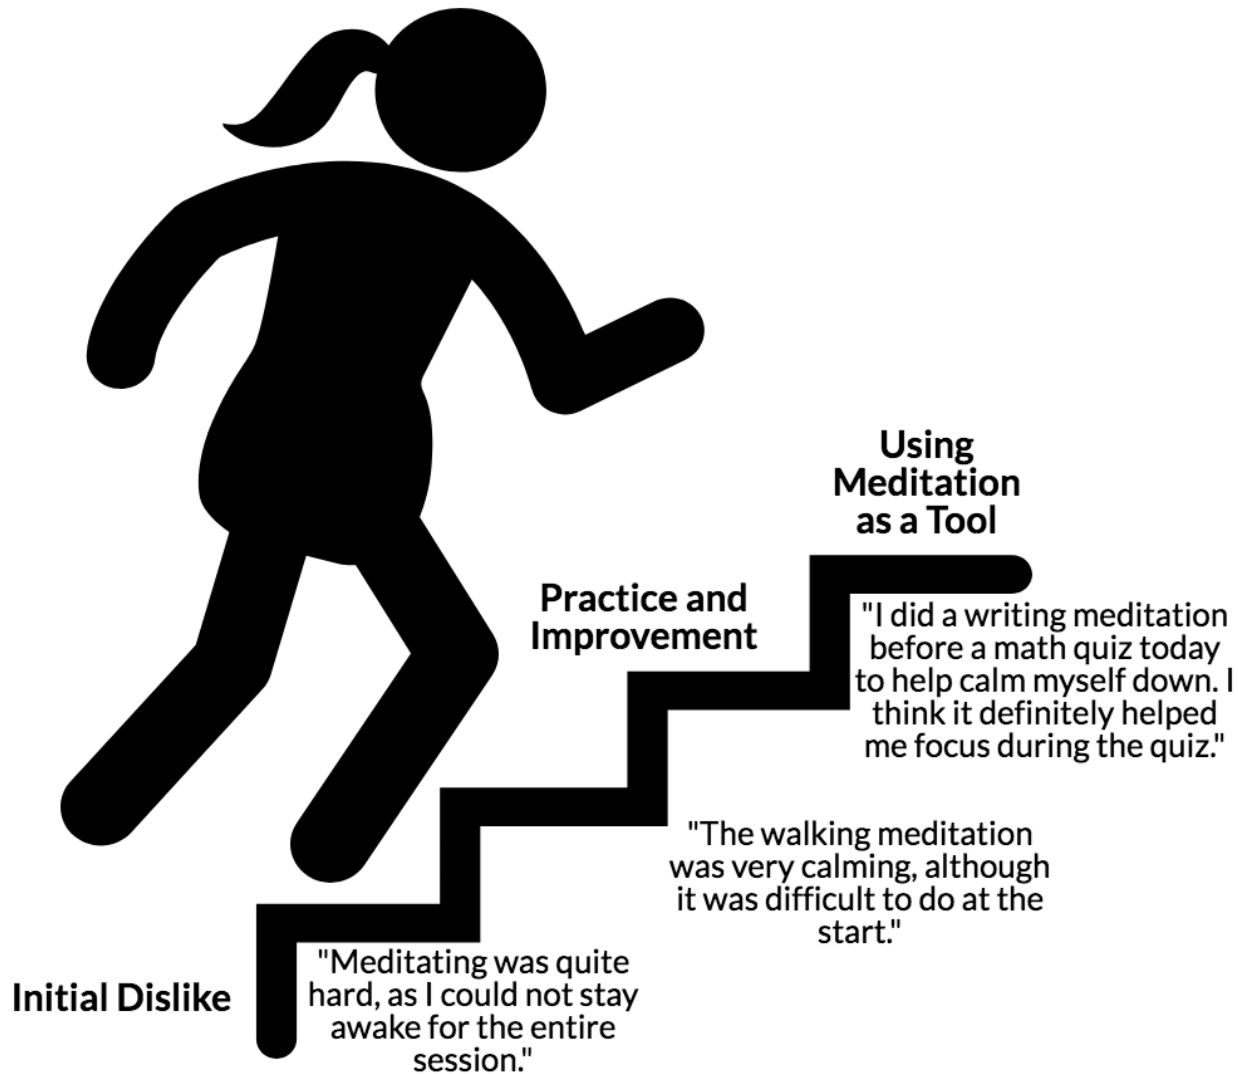 Using
Meditation
as a Tool
"I did a writing meditation
before a math quiz today
to help calm myself down. I
think it definitely helped
me focus during the quiz."
Practice and
Improvement
"The walking meditation
was very calming, although
it was difficult to do at the
start."
Initial Dislike
"Meditating was quite
hard, as I could not stay
awake for the entire
session."